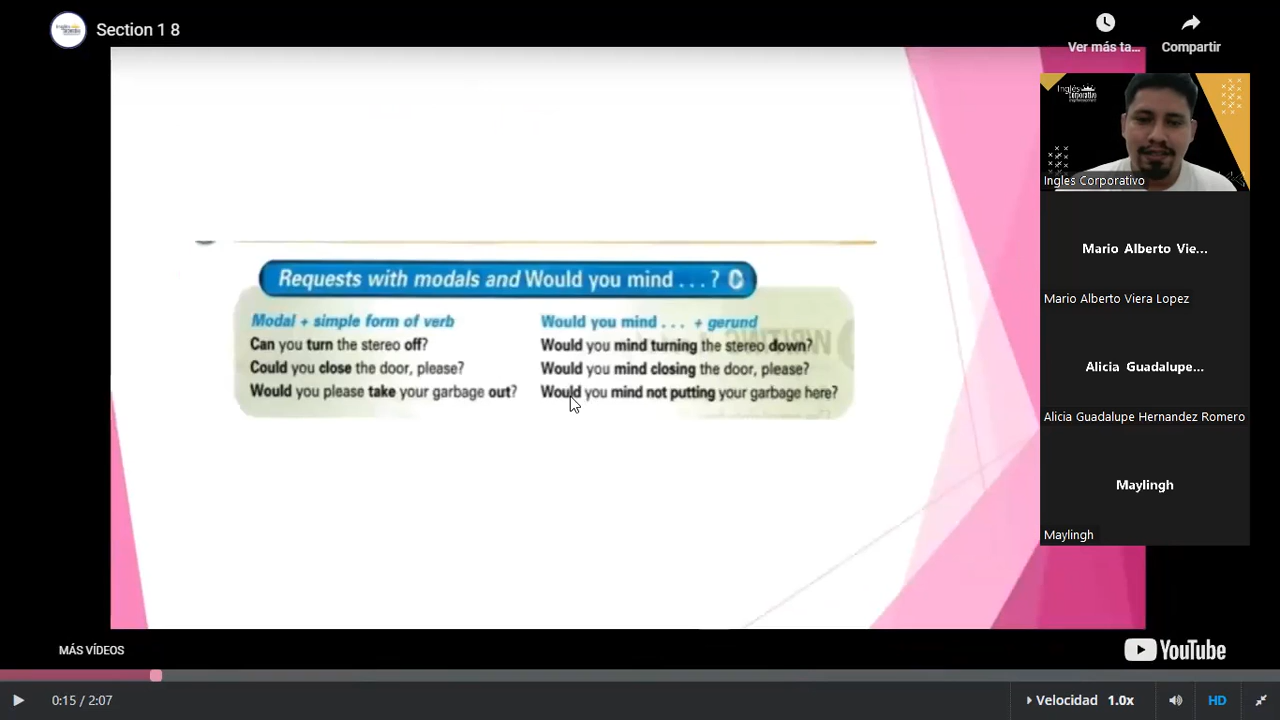 Section 1 8
Ver más ta...
Compartir
Requests with modals and Would you mind . . . ?
Modal + simple form of verb
Can you turn the stereo off?
Could you close the door, please?
Would you please take your garbage out?
Would you mind . . . + gerund
Would you mind turning the stereo down?
Would you mind closing the door, please?
Would you mind not putting your garbage here?
Inglés
corporativo
Ingles Corporativo
Mario Alberto Vie...
Mario Alberto Viera Lopez
Alicia Guadalupe...
Alicia Guadalupe Hernandez Romero
Maylingh
Maylingh
MÁS VÍDEOS
YouTube
0:15 / 2:07
Velocidad 1.0x
HD